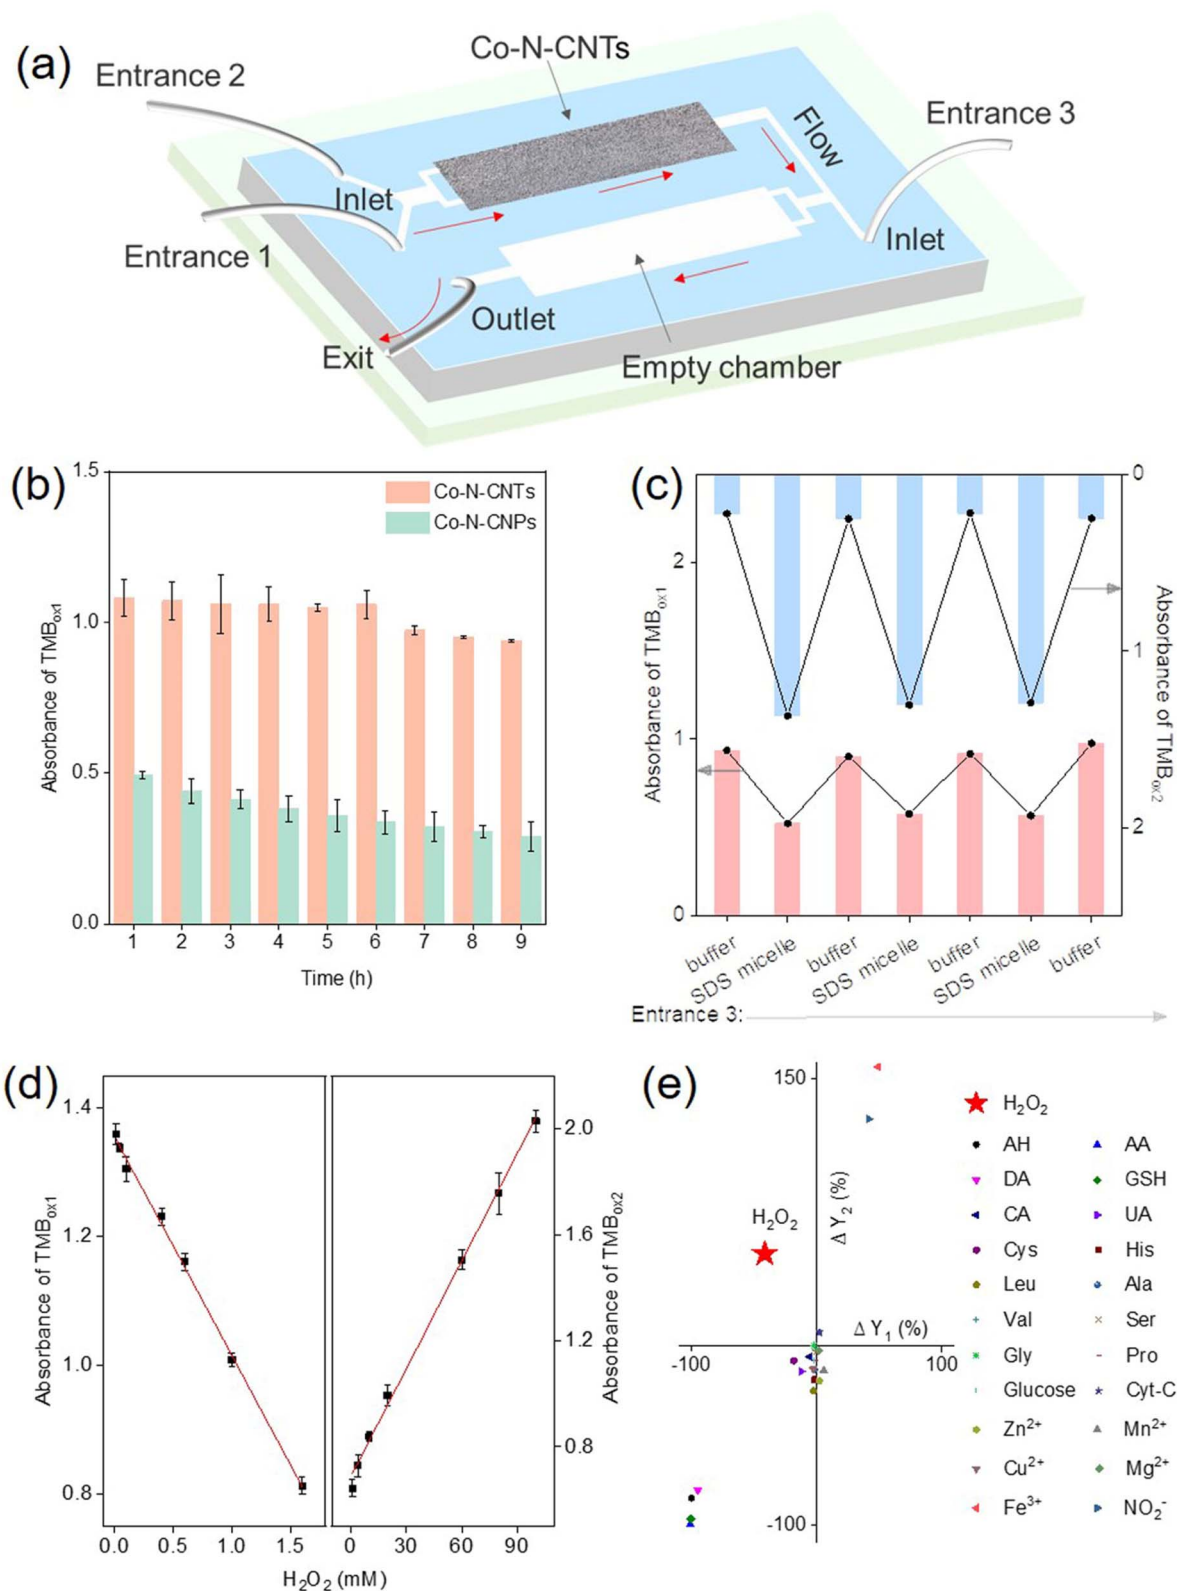 (a)
Co-N-CNTs
Entrance 2
Entrance 3
Flow
Inlet
Entrance 1
Inlet
Outlet
Exit
Empty chamber
(b)
1.5
Co-N-CNTs
Co-N-CNPs
1.0
0.5
0.0
Absorbance of TMBox1
1 2 3 4 5 6 7 8 9
Time (h)
(c)
0
2
1
1
2
0
Absorbance of TMBox1
Absorbance of TMBox2
buffer
SDS micelle
buffer
SDS micelle
buffer
SDS micelle
buffer
Entrance 3:
(d)
1.4
1.2
1.0
0.8
Absorbance of TMBox1
2.0
1.6
1.2
0.8
Absorbance of TMBox2
0.0 0.5 1.0 1.5 0 30 60 90
H₂O₂ (mM)
(e)
150
Δ Y₂ (%)
H₂O₂
Δ Y₁ (%)
-100 100
-100
H₂O₂
AH AA
DA GSH
CA UA
Cys His
Leu Ala
Val Ser
Gly Pro
Glucose Cyt-C
Zn²⁺ Mn²⁺
Cu²⁺ Mg²⁺
Fe³⁺ NO₂⁻